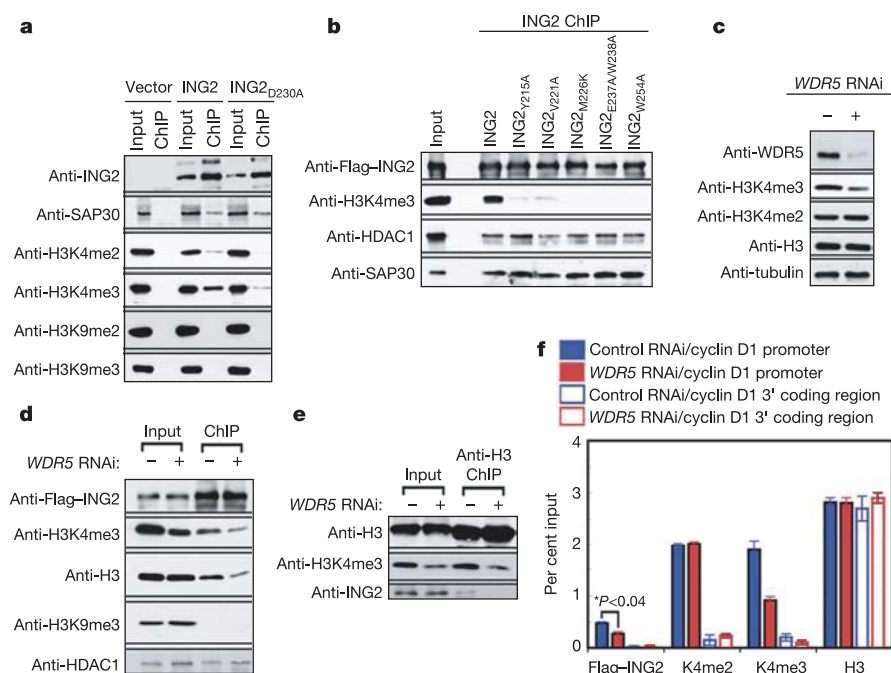 a
Vector ING2 ING2D230A
Input ChIP Input ChIP Input ChIP
Anti-ING2
Anti-SAP30
Anti-H3K4me2
Anti-H3K4me3
Anti-H3K9me2
Anti-H3K9me3
b
ING2 ChIP
Input ING2 ING2Y215A ING2V221A ING2M226K ING2E237A/W238A ING2W254A
Anti-Flag–ING2
Anti-H3K4me3
Anti-HDAC1
Anti-SAP30
c
WDR5 RNAi
– +
Anti-WDR5
Anti-H3K4me3
Anti-H3K4me2
Anti-H3
Anti-tubulin
d
Input ChIP
WDR5 RNAi: – + – +
Anti-Flag–ING2
Anti-H3K4me3
Anti-H3
Anti-H3K9me3
Anti-HDAC1
e
Input Anti-H3 ChIP
WDR5 RNAi: – + – +
Anti-H3
Anti-H3K4me3
Anti-ING2
f
Control RNAi/cyclin D1 promoter
WDR5 RNAi/cyclin D1 promoter
Control RNAi/cyclin D1 3' coding region
WDR5 RNAi/cyclin D1 3' coding region
Per cent input
4
3
2
1
0
*P<0.04
Flag–ING2 K4me2 K4me3 H3